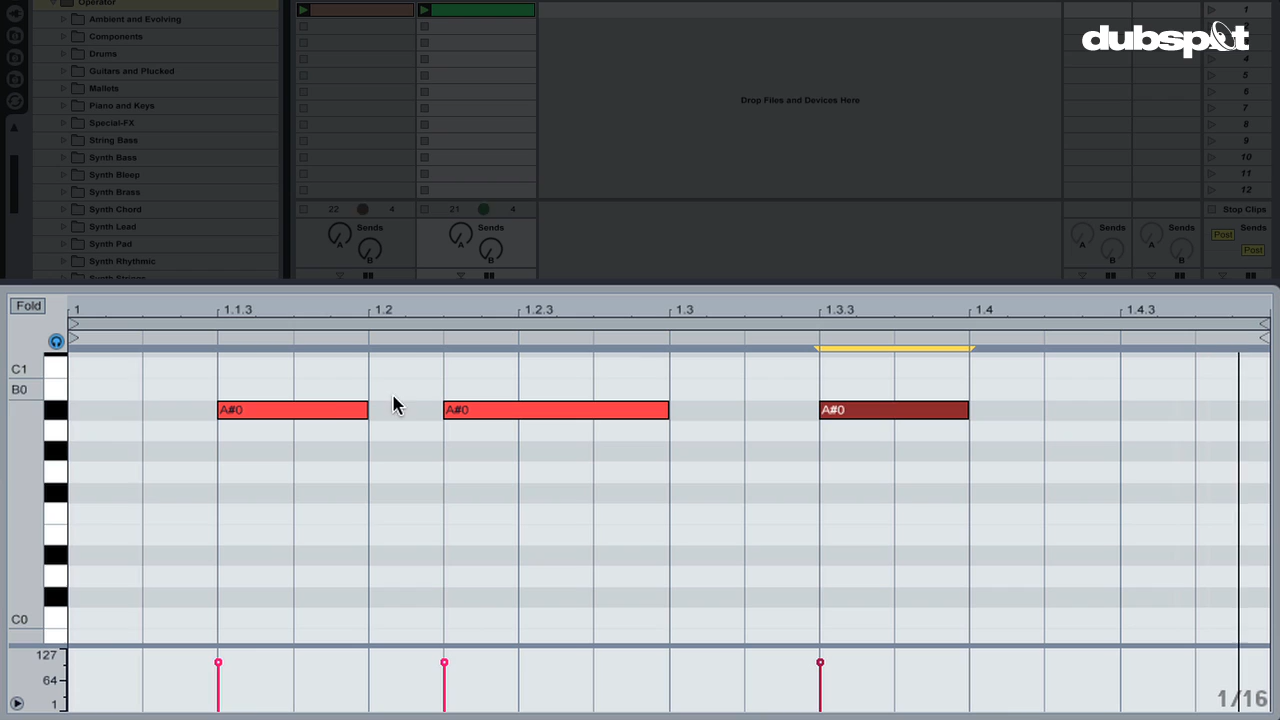 Operator
Ambient and Evolving
Components
Drums
Guitars and Plucked
Mallets
Piano and Keys
Special-FX
String Bass
Synth Bass
Synth Bleep
Synth Brass
Synth Chord
Synth Lead
Synth Pad
Synth Rhythmic
Synth Strings
22 4
21 4
Sends
A
B
Sends
A
B
Drop Files and Devices Here
Sends
A
B
Sends
A
B
dubspot
1
4
5
6
7
8
9
10
11
12
Stop Clips
Sends
Post
Post
Fold
1 1.1.3 1.2 1.2.3 1.3 1.3.3 1.4 1.4.3
C1
B0
A#0 A#0 A#0
C0
127
64
1
1/16